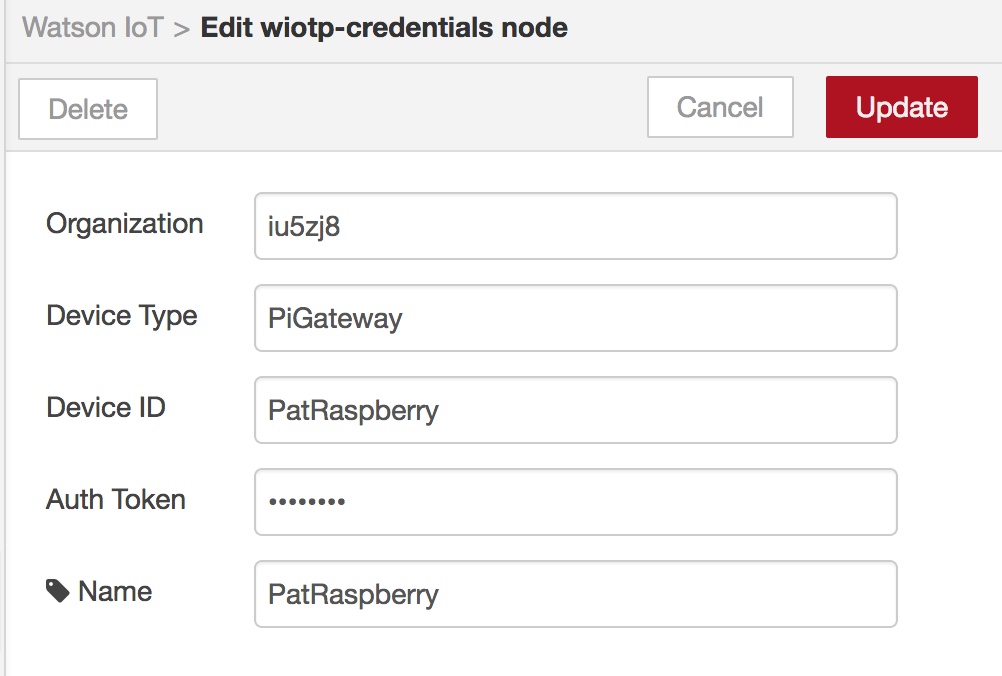 Watson IoT > Edit wiotp-credentials node
Delete Cancel Update
Organization iu5zj8
Device Type PiGateway
Device ID PatRaspberry
Auth Token ••••••••
Name PatRaspberry